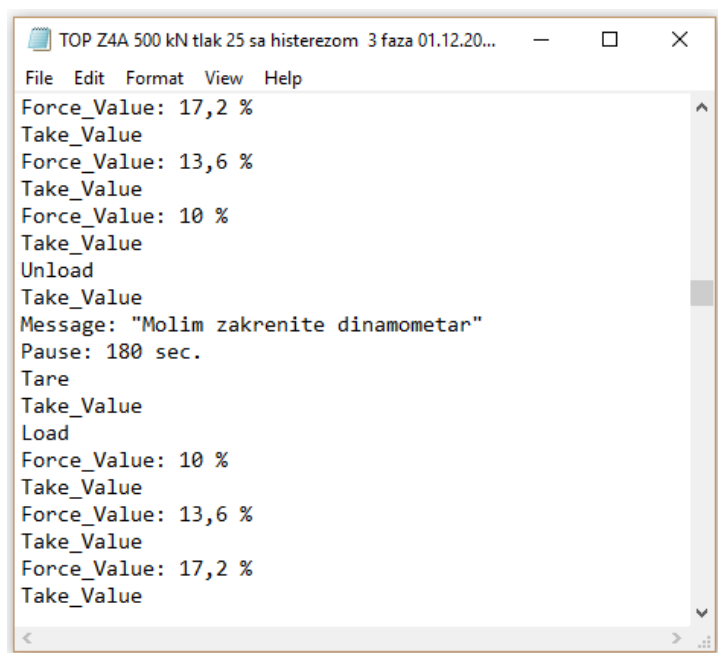 TOP Z4A 500 kN tlak 25 sa histerezom 3 faza 01.12.20...
File Edit Format View Help
Force_Value: 17,2 %
Take_Value
Force_Value: 13,6 %
Take_Value
Force_Value: 10 %
Take_Value
Unload
Take_Value
Message: "Molim zakrenite dinamometar"
Pause: 180 sec.
Tare
Take_Value
Load
Force_Value: 10 %
Take_Value
Force_Value: 13,6 %
Take_Value
Force_Value: 17,2 %
Take_Value